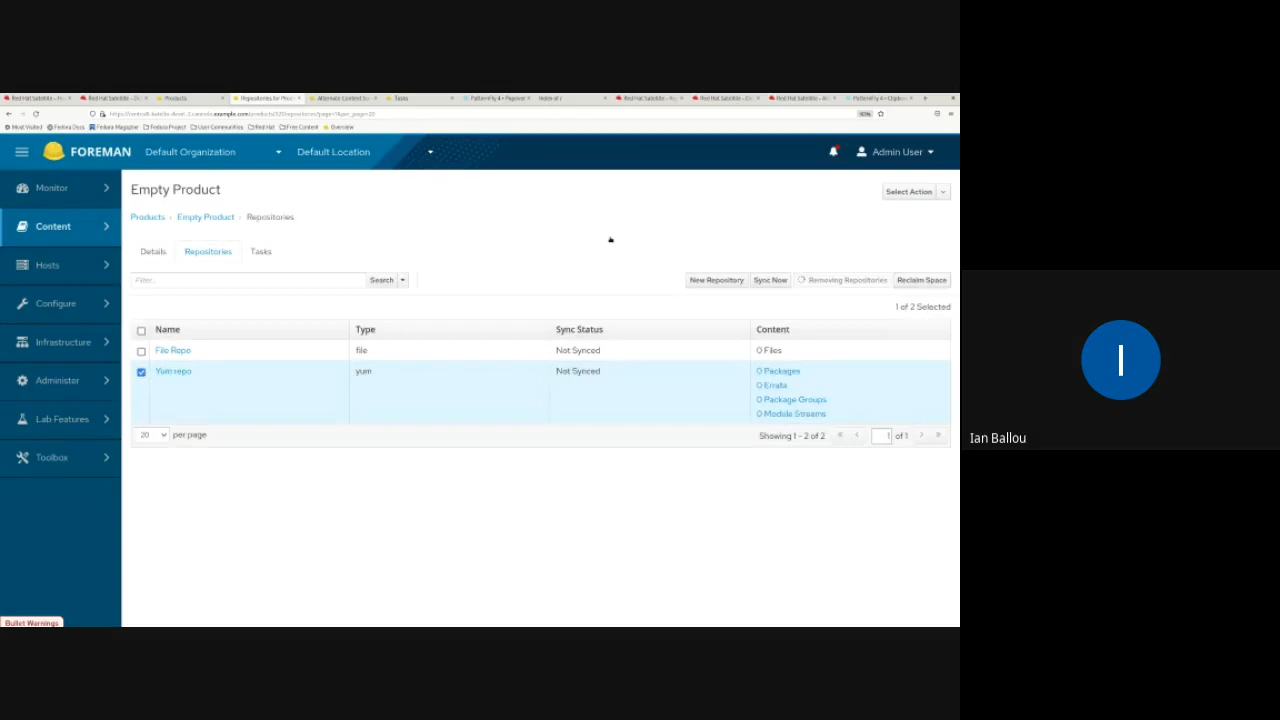 Products
FOREMAN
Default Organization
Default Location
Admin User
Monitor
Content
Hosts
Configure
Infrastructure
Administer
Lab Features
Toolbox
Empty Product
Select Action
Products
Empty Product
Repositories
Details
Repositories
Tasks
Filter...
Search
New Repository
Sync Now
Removing Repositories
Reclaim Space
1 of 2 Selected
Name Type Sync Status Content
File Repo file Not Synced 0 Files
Yum repo yum Not Synced 0 Packages
0 Errata
0 Package Groups
0 Module Streams
20 per page
Showing 1 - 2 of 2 « ‹ 1 of 1 › »
Bullet Warnings
I
Ian Ballou